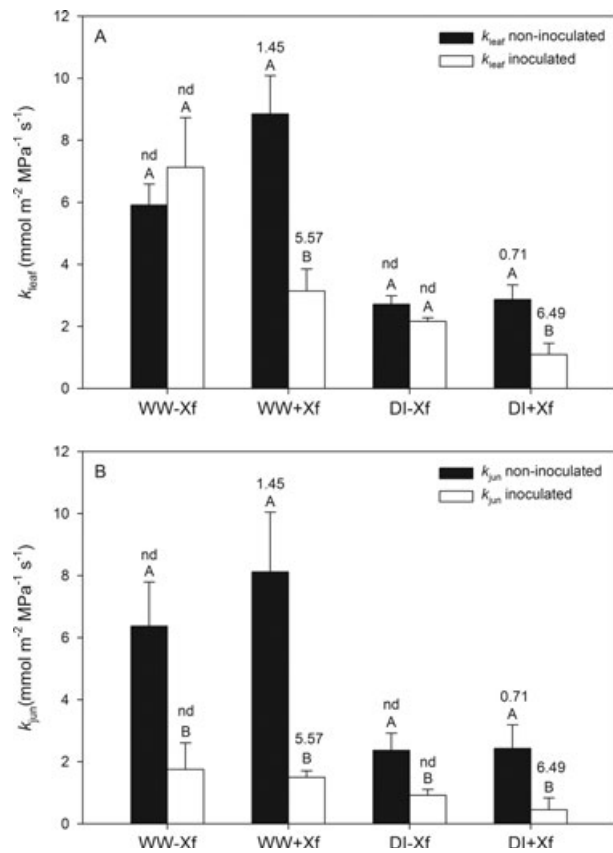 12
A
k_leaf non-inoculated
k_leaf inoculated
1.45
A
10
nd
A
8
nd
A
6
5.57
B
nd
A
nd
A
0.71
A
6.49
B
4
2
0
k_leaf (mmol m⁻² MPa⁻¹ s⁻¹)
WW-Xf WW+Xf DI-Xf DI+Xf
12
B
k_jun non-inoculated
k_jun inoculated
1.45
A
10
nd
A
8
6
nd
B
5.57
B
nd
A
nd
B
0.71
A
6.49
B
4
2
0
k_jun (mmol m⁻² MPa⁻¹ s⁻¹)
WW-Xf WW+Xf DI-Xf DI+Xf